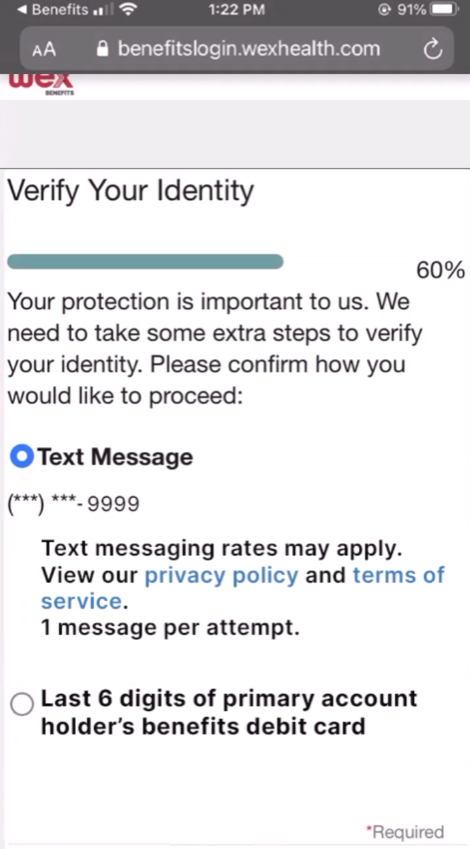 ◀ Benefits 1:22 PM 91%
AA benefitslogin.wexhealth.com
wex
BENEFITS
Verify Your Identity
60%
Your protection is important to us. We
need to take some extra steps to verify
your identity. Please confirm how you
would like to proceed:
Text Message
(***) ***-9999
Text messaging rates may apply.
View our privacy policy and terms of
service.
1 message per attempt.
Last 6 digits of primary account
holder's benefits debit card
*Required